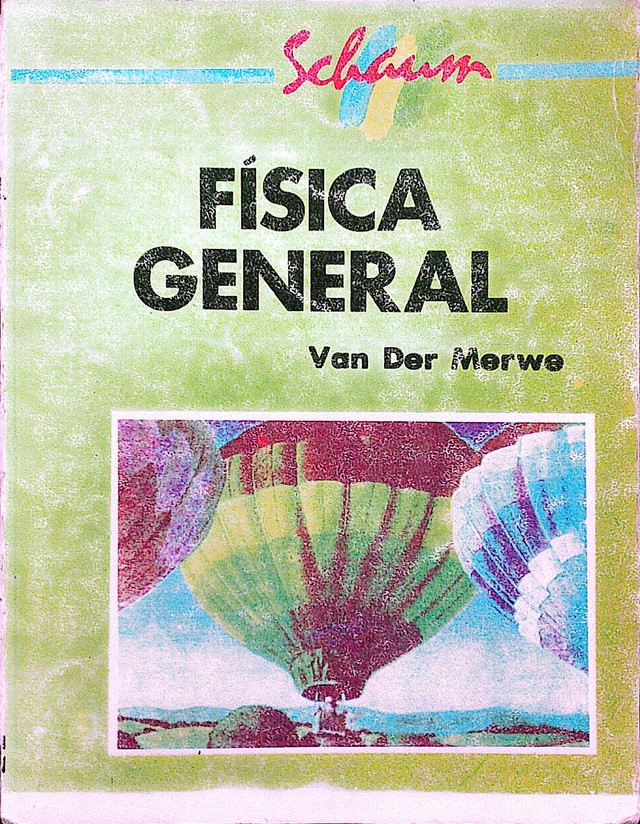 Schaum
FÍSICA
GENERAL
Van Der Merwe